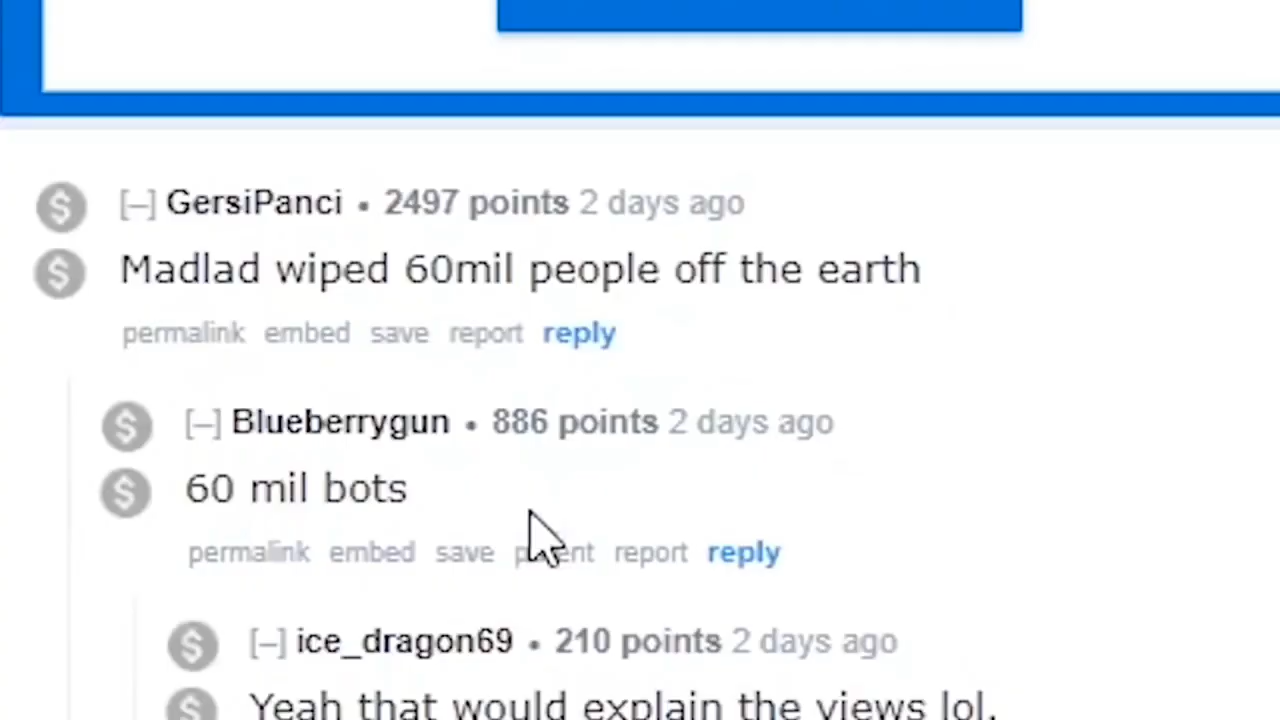 [–] GersiPanci • 2497 points 2 days ago
Madlad wiped 60mil people off the earth
permalink embed save report reply
[–] Blueberrygun • 886 points 2 days ago
60 mil bots
permalink embed save parent report reply
[–] ice_dragon69 • 210 points 2 days ago
Yeah that would explain the views lol.